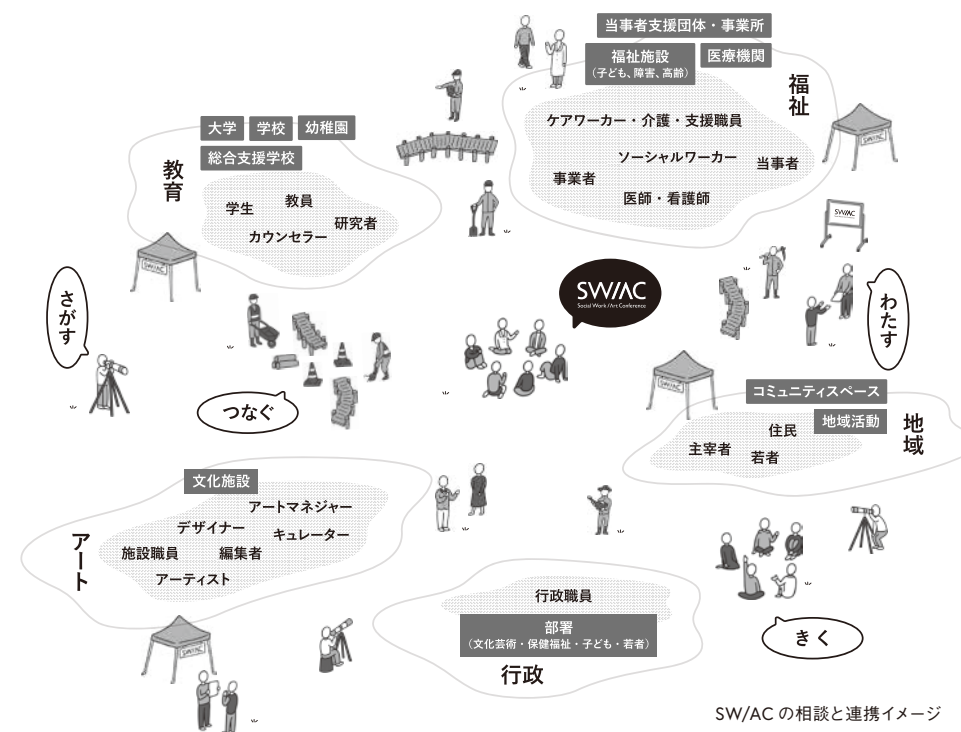 当事者支援団体・事業所
福祉施設
(子ども、障害、高齢)
医療機関
福祉
ケアワーカー・介護・支援職員
ソーシャルワーカー
当事者
事業者
医師・看護師
SW/AC
SW/AC
大学
学校
幼稚園
総合支援学校
教育
学生
教員
研究者
カウンセラー
SW/AC
さがす
つなぐ
SW/AC
Social Work / Art Conference
わたす
SW/AC
コミュニティスペース
地域活動
地域
住民
主宰者
若者
文化施設
アート
アートマネジャー
デザイナー
キュレーター
施設職員
編集者
アーティスト
SW/AC
行政職員
部署
(文化芸術・保健福祉・子ども・若者)
行政
きく
SW/ACの相談と連携イメージ